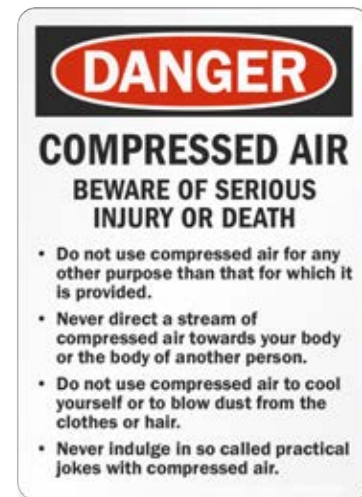 DANGER
COMPRESSED AIR
BEWARE OF SERIOUS
INJURY OR DEATH
• Do not use compressed air for any
other purpose than that for which it
is provided.
• Never direct a stream of
compressed air towards your body
or the body of another person.
• Do not use compressed air to cool
yourself or to blow dust from the
clothes or hair.
• Never indulge in so called practical
jokes with compressed air.